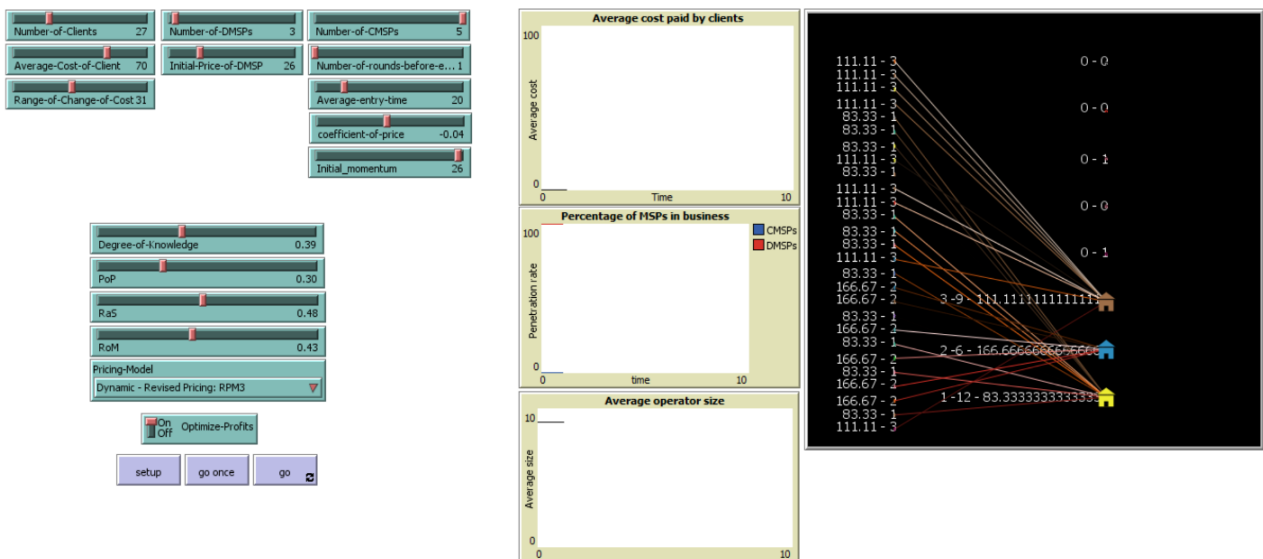 Number-of-Clients 27
Number-of-DMSPs 3
Number-of-CMSPs 5
Average-Cost-of-Client 70
Initial-Price-of-DMSP 26
Number-of-rounds-before-e... 1
Range-of-Change-of-Cost 31
Average-entry-time 20
coefficient-of-price -0.04
Initial_momentum 26
Degree-of-Knowledge 0.39
PoP 0.30
RaS 0.48
RoM 0.43
Pricing-Model
Dynamic - Revised Pricing: RPM3
On
Off
Optimize-Profits
setup
go once
go
Average cost paid by clients
100
Average cost
0
0
Time
10
Percentage of MSPs in business
100
Penetration rate
0
0
time
10
CMSPs
DMSPs
Average operator size
10
Average size
0
0
10
111.11 - 3
111.11 - 3
111.11 - 3
111.11 - 3
83.33 - 1
83.33 - 1
83.33 - 1
111.11 - 3
83.33 - 1
111.11 - 3
111.11 - 3
83.33 - 1
83.33 - 1
83.33 - 1
111.11 - 3
83.33 - 1
166.67 - 2
166.67 - 2
83.33 - 1
166.67 - 2
83.33 - 1
166.67 - 2
83.33 - 1
166.67 - 2
166.67 - 2
83.33 - 1
111.11 - 3
0 - 0
0 - 0
0 - 1
0 - 0
0 - 1
3 -9 - 111.1111111111111
2 -6 - 166.6666666666666
1 -12 - 83.3333333333333